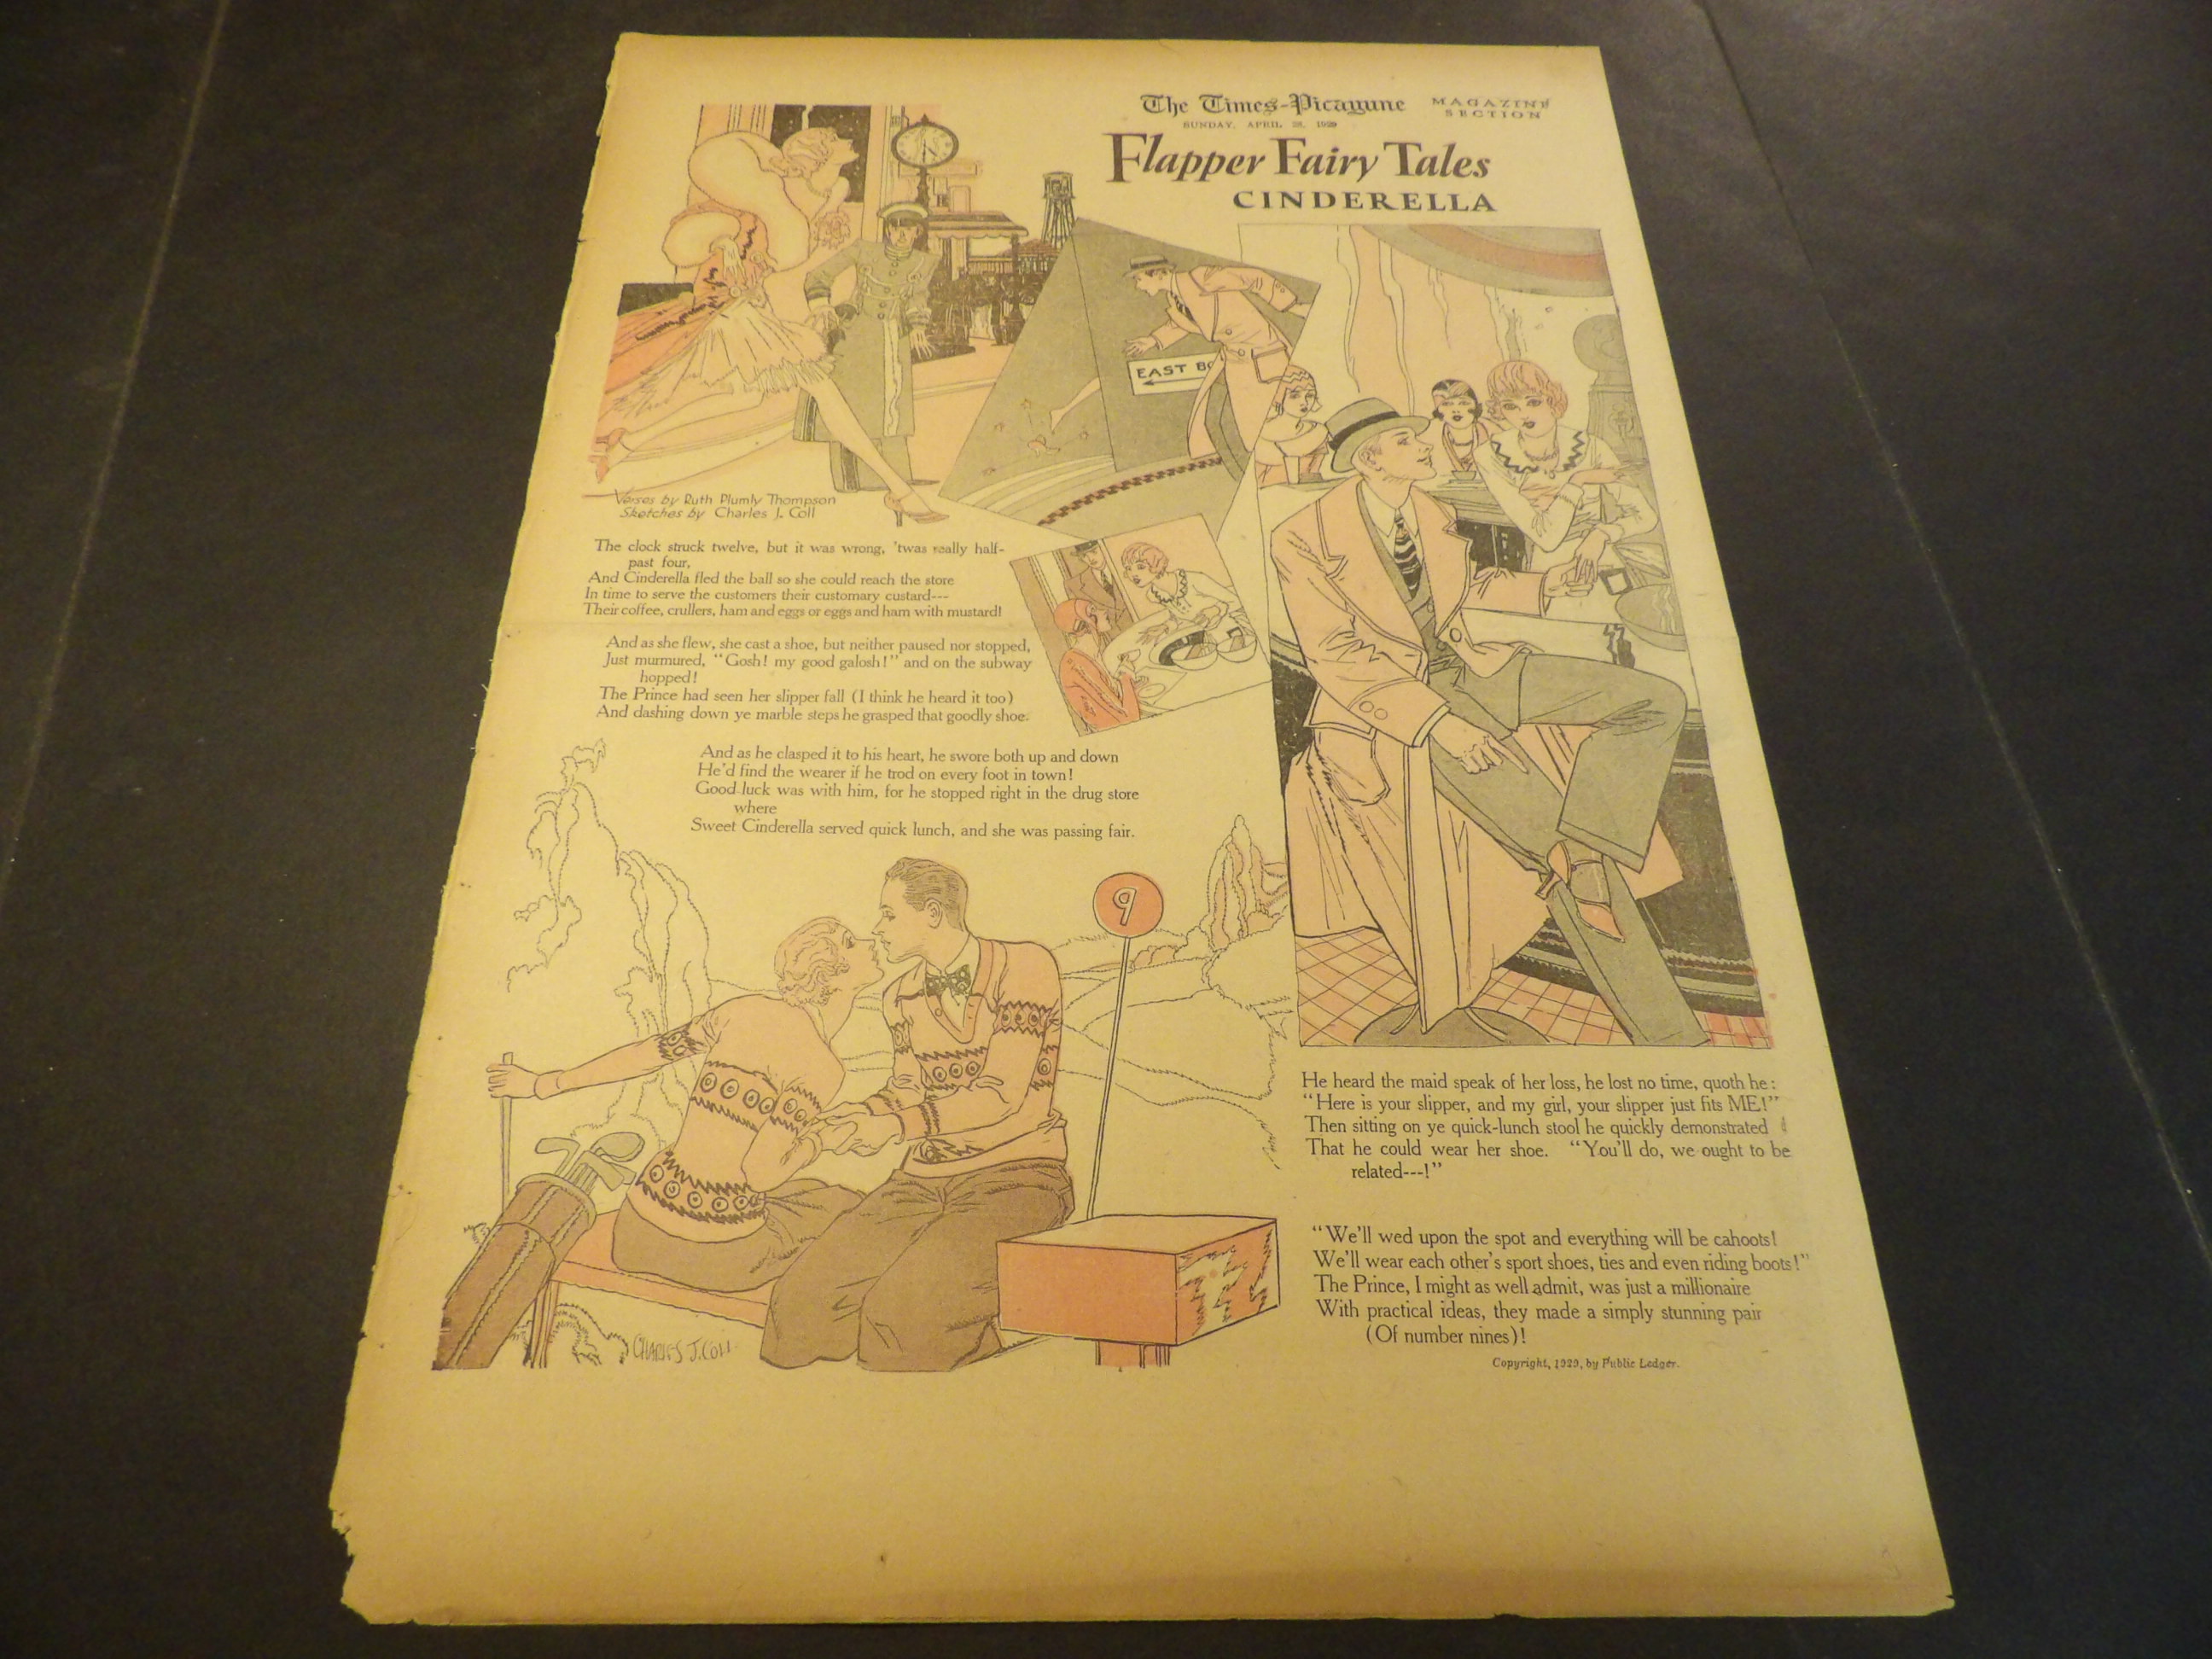 The Times-Picayune
MAGAZINE
SECTION
SUNDAY, APRIL 28, 1929
Flapper Fairy Tales
CINDERELLA
EAST BO
Verses by Ruth Plumly Thompson
Sketches by Charles J. Coll
The clock struck twelve, but it was wrong, 'twas really half-
past four,
And Cinderella fled the ball so she could reach the store
In time to serve the customers their customary custard---
Their coffee, crullers, ham and eggs or eggs and ham with mustard!
And as she flew, she cast a shoe, but neither paused nor stopped,
Just murmured, "Gosh! my good galosh!" and on the subway
hopped!
The Prince had seen her slipper fall (I think he heard it too)
And dashing down ye marble steps he grasped that goodly shoe.
And as he clasped it to his heart, he swore both up and down
He'd find the wearer if he trod on every foot in town!
Good luck was with him, for he stopped right in the drug store
where
Sweet Cinderella served quick lunch, and she was passing fair.
9
He heard the maid speak of her loss, he lost no time, quoth he:
"Here is your slipper, and my girl, your slipper just fits ME!"
Then sitting on ye quick-lunch stool he quickly demonstrated
That he could wear her shoe. "You'll do, we ought to be
related---!"
"We'll wed upon the spot and everything will be cahoots!
We'll wear each other's sport shoes, ties and even riding boots!"
The Prince, I might as well admit, was just a millionaire
With practical ideas, they made a simply stunning pair
(Of number nines)!
CHARLES J. COLL
Copyright, 1929, by Public Ledger.